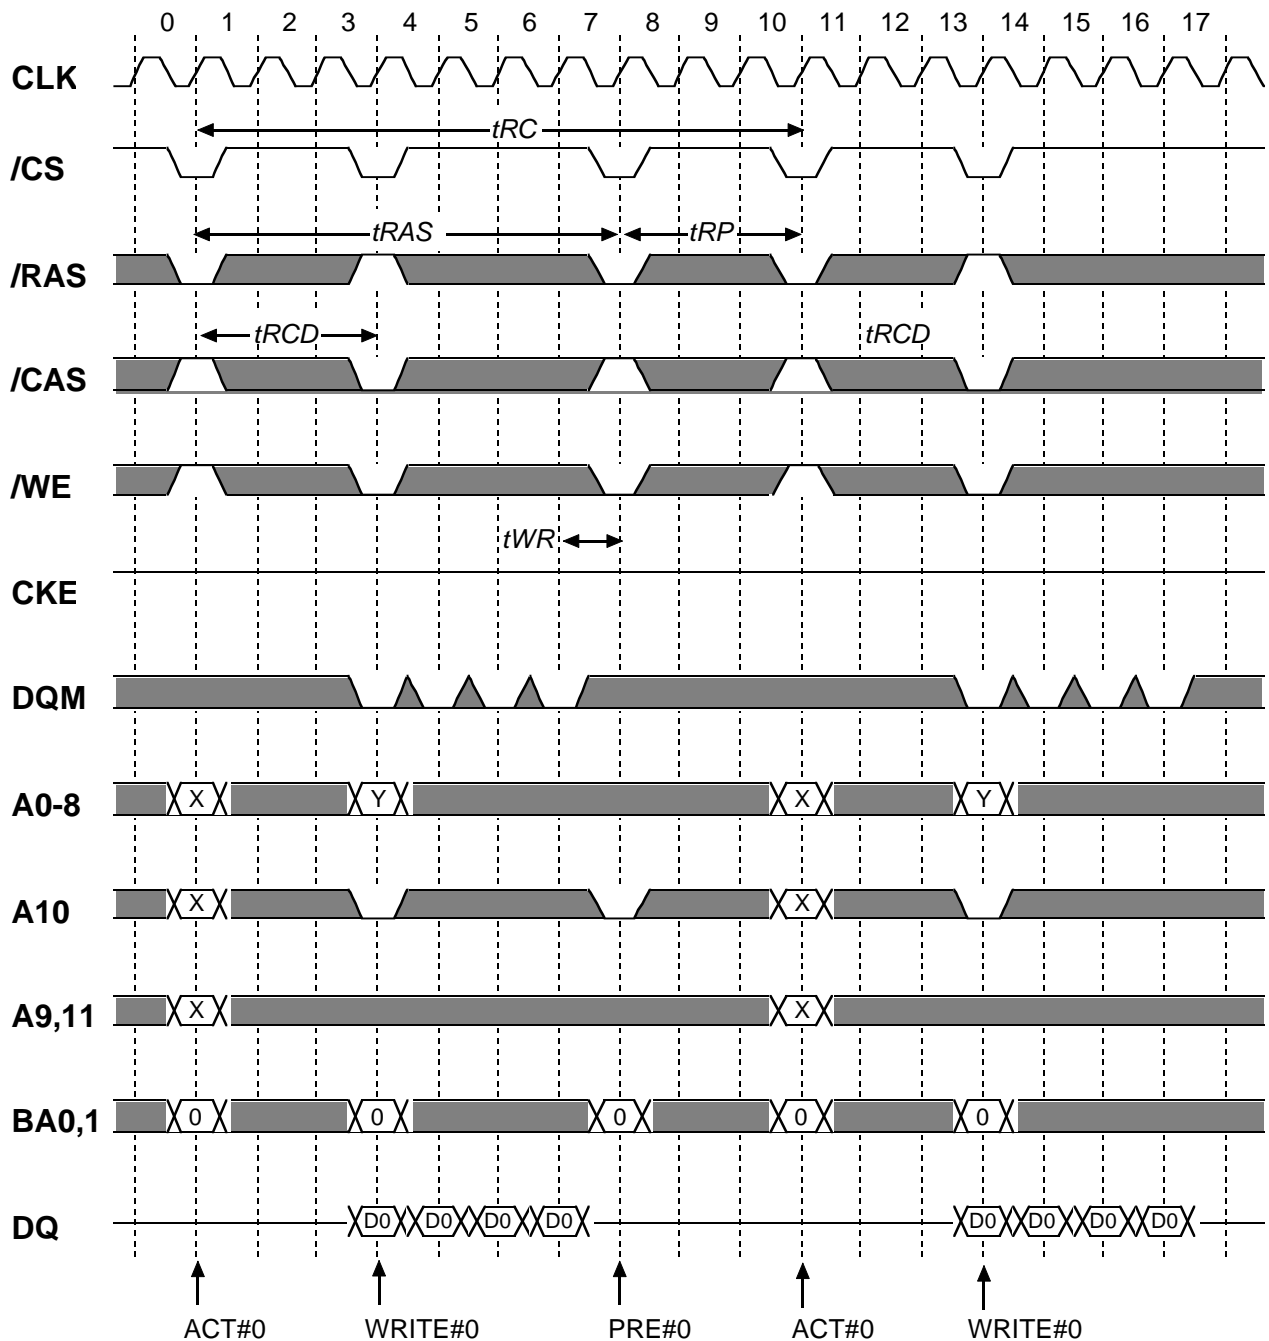 0 1 2 3 4 5 6 7 8 9 10 11 12 13 14 15 16 17
CLK
tRC
/CS
tRAS tRP
/RAS
tRCD tRCD
/CAS
/WE
tWR
CKE
DQM
A0-8 X Y X Y
A10 X X
A9,11 X X
BA0,1 0 0 0 0 0
DQ D0 D0 D0 D0 D0 D0 D0 D0
ACT#0 WRITE#0 PRE#0 ACT#0 WRITE#0